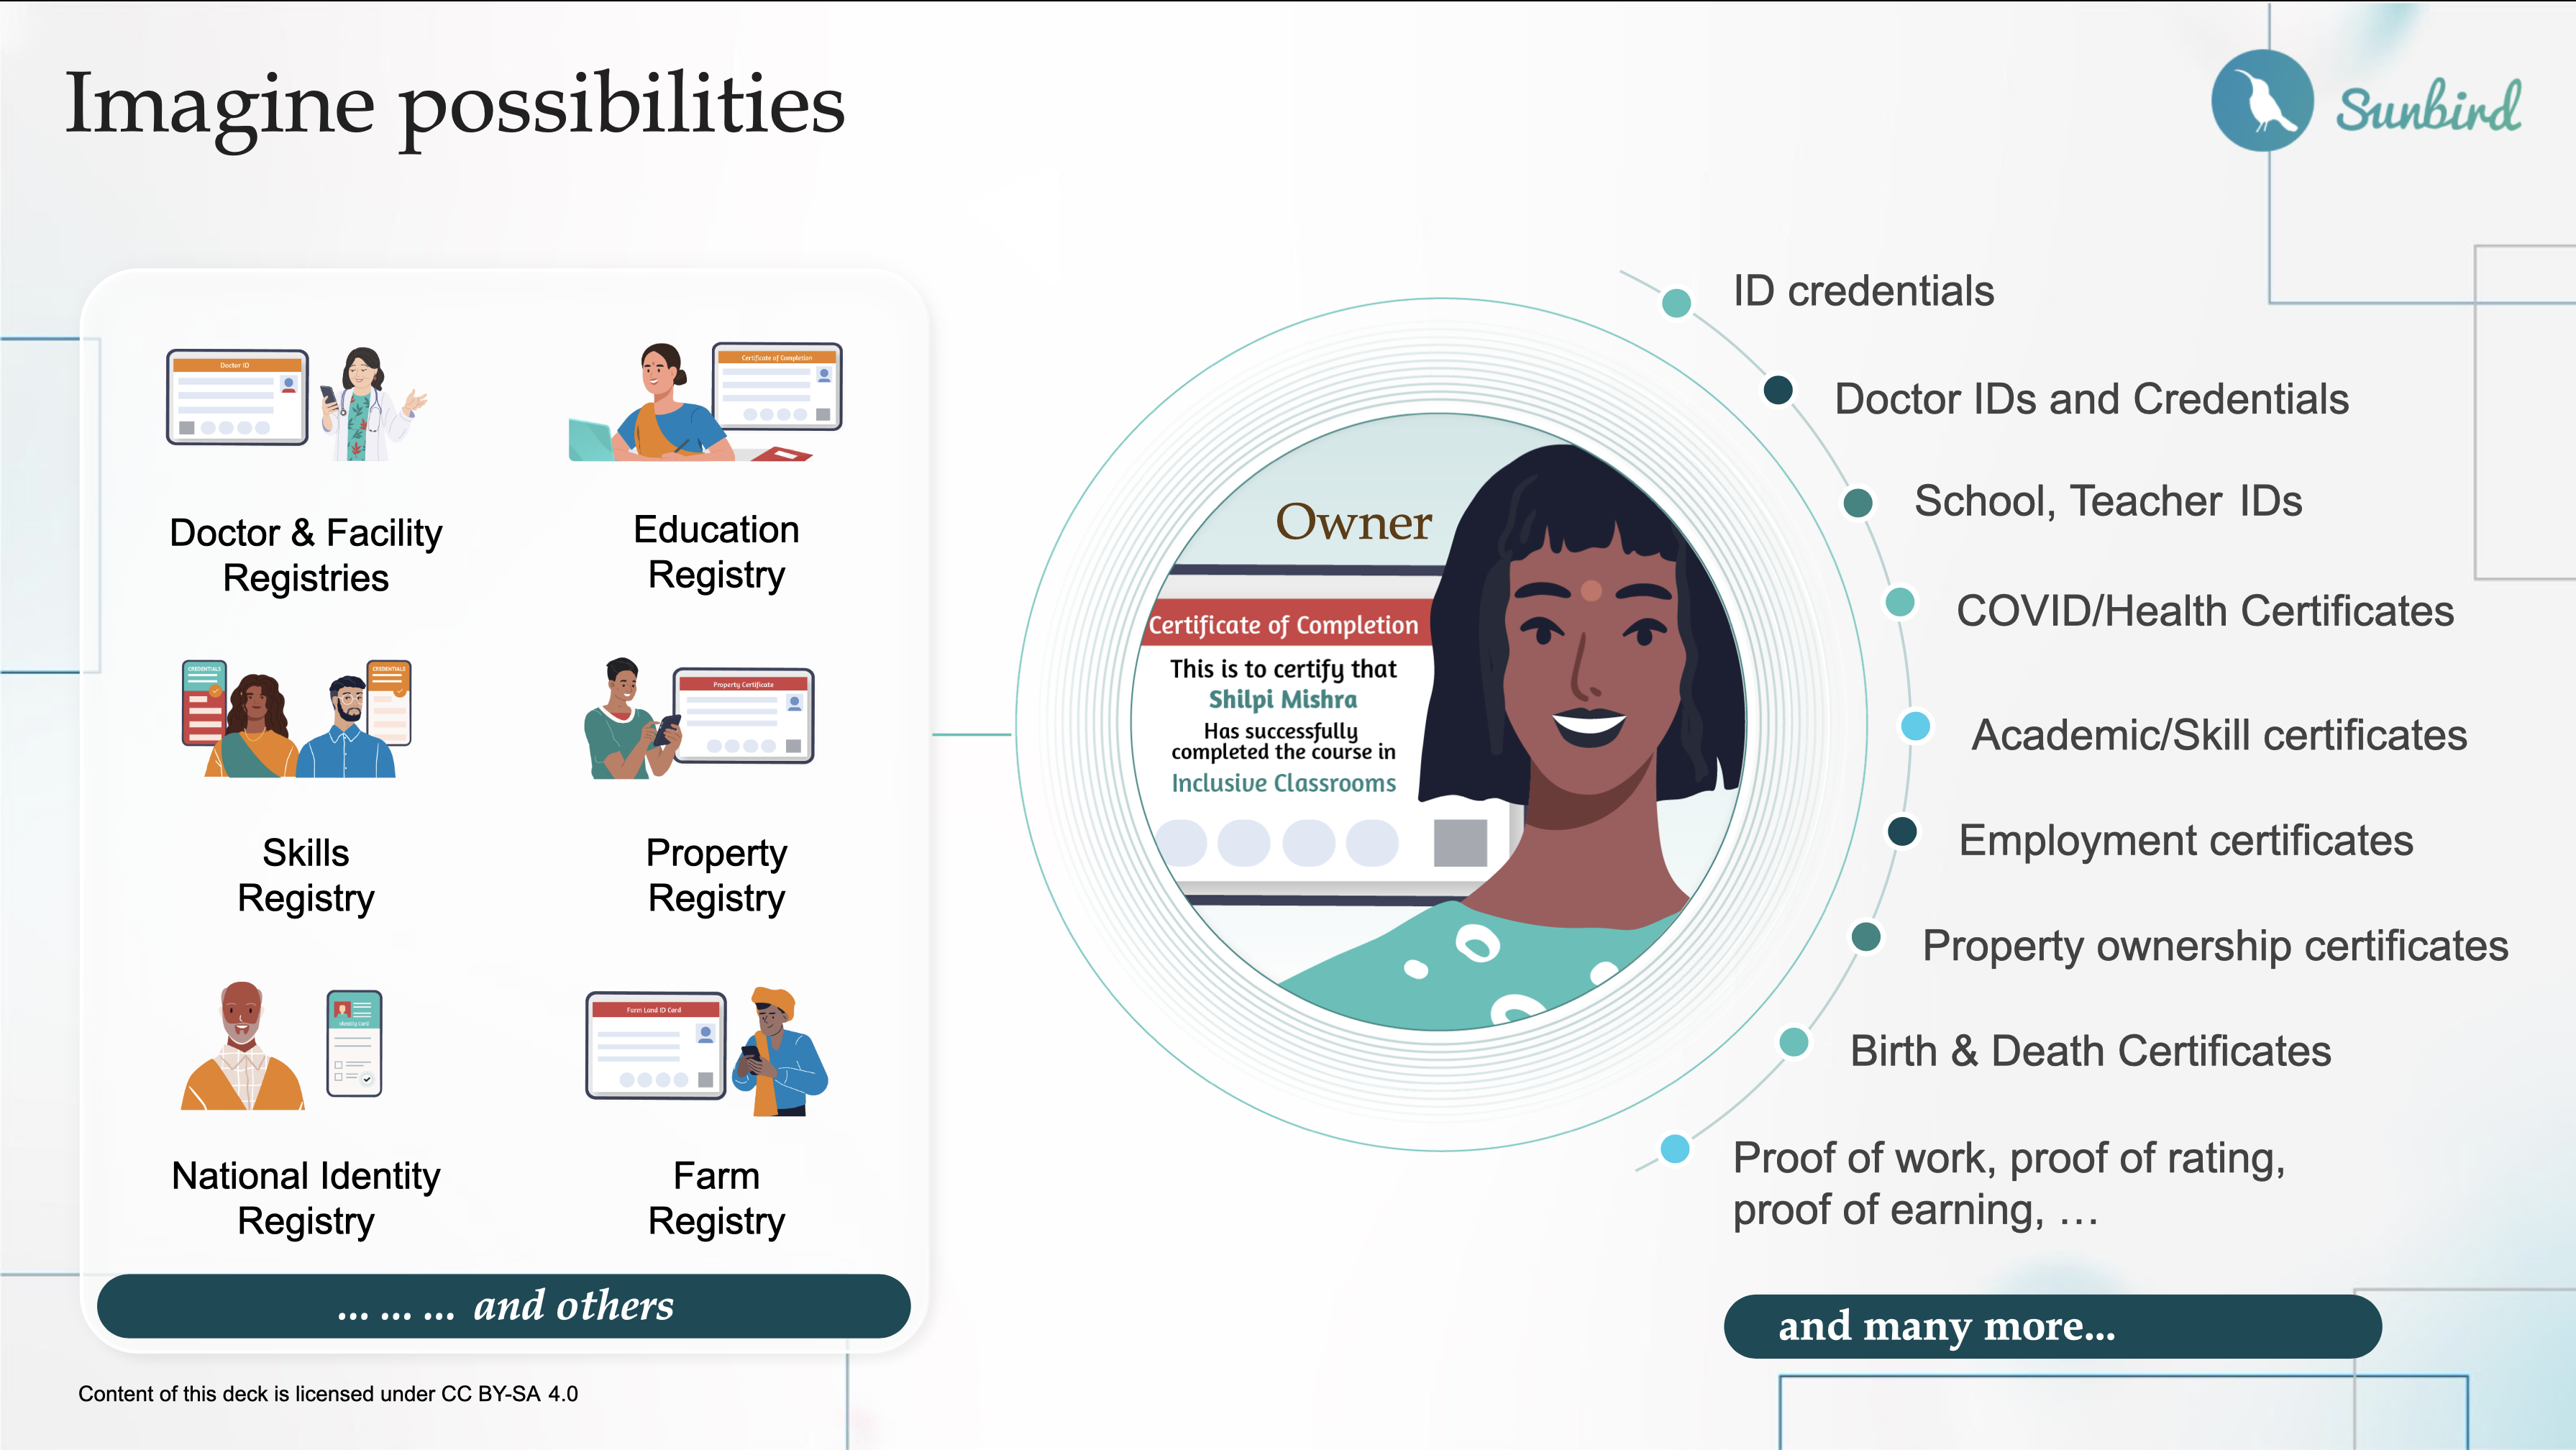 Imagine possibilities
Sunbird
Doctor ID
Certificate of Completion
Doctor & Facility
Registries
Education
Registry
CREDENTIALS
CREDENTIALS
Property Certificate
Skills
Registry
Property
Registry
Identity Card
Farm Land ID Card
National Identity
Registry
Farm
Registry
... ... ... and others
Owner
Certificate of Completion
This is to certify that
Shilpi Mishra
Has successfully
completed the course in
Inclusive Classrooms
ID credentials
Doctor IDs and Credentials
School, Teacher IDs
COVID/Health Certificates
Academic/Skill certificates
Employment certificates
Property ownership certificates
Birth & Death Certificates
Proof of work, proof of rating,
proof of earning, …
and many more...
Content of this deck is licensed under CC BY-SA 4.0